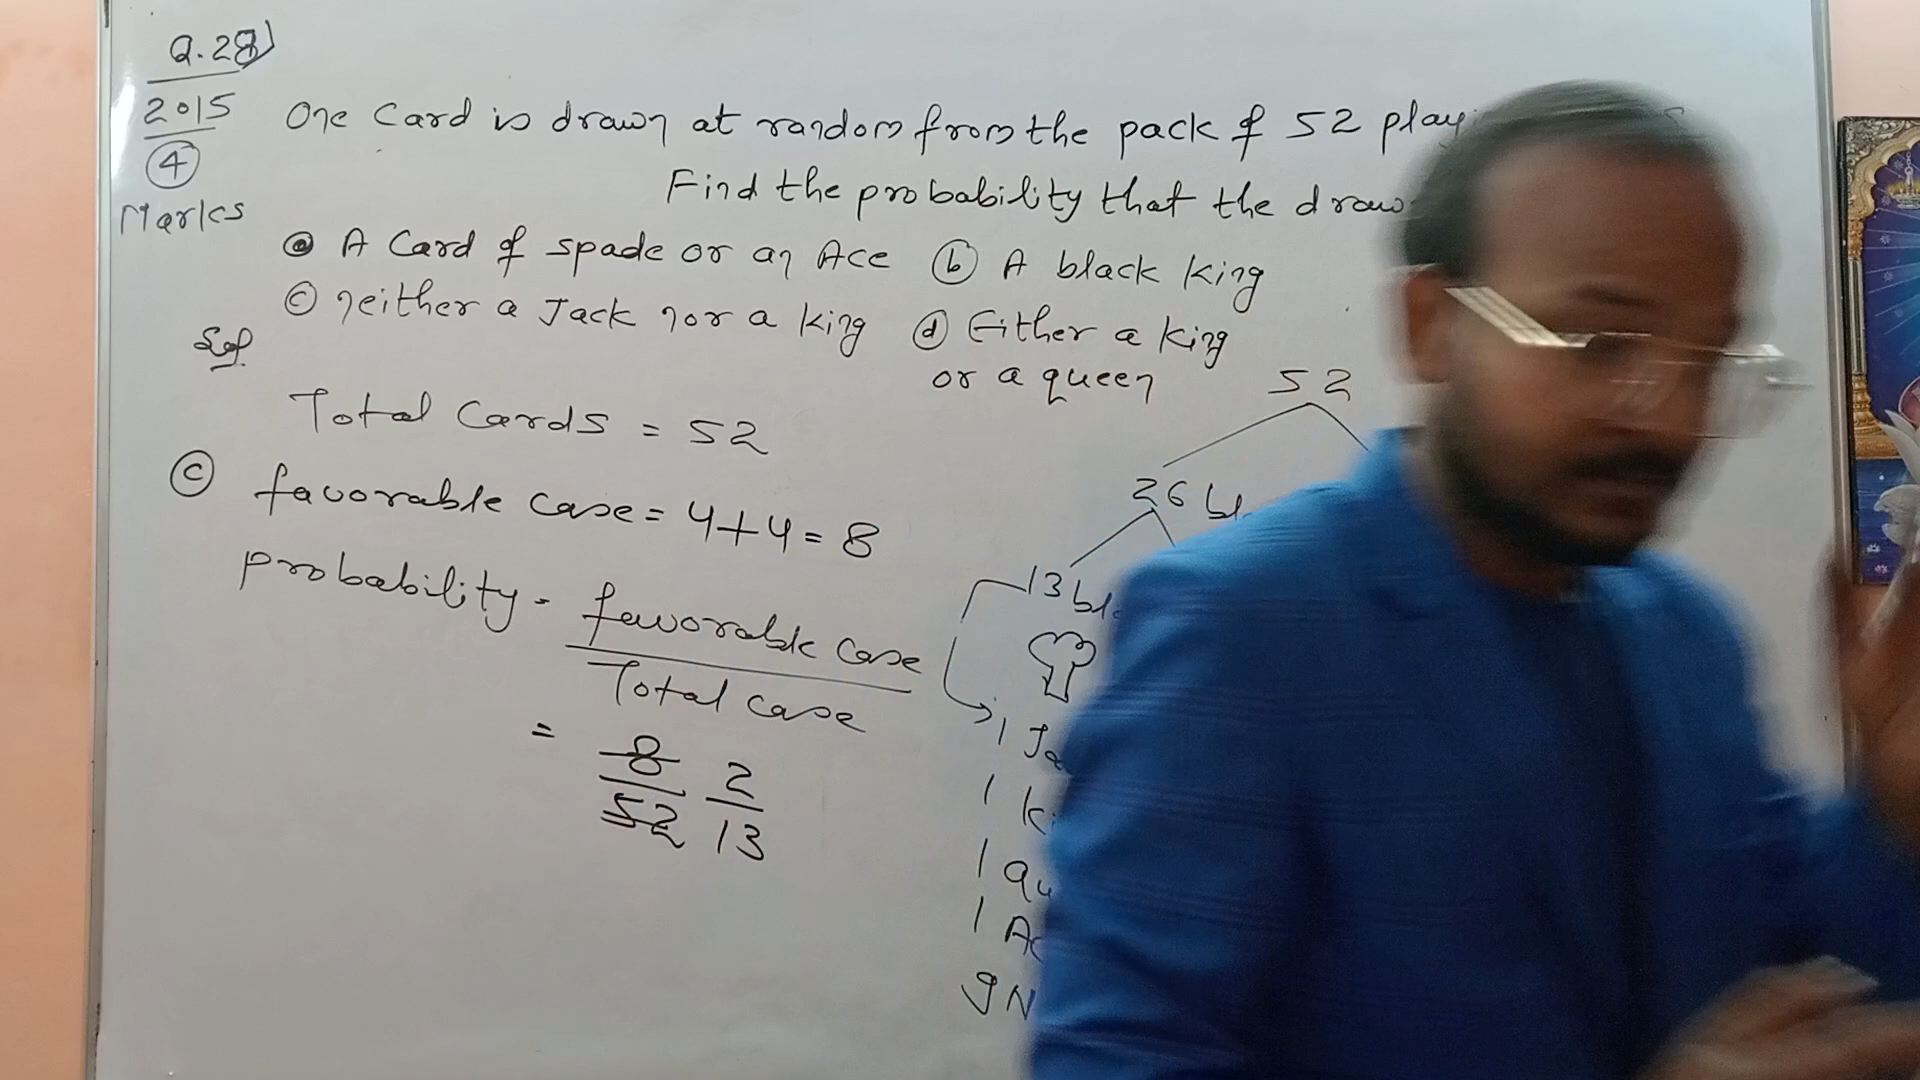 Q.28)
2015
4
Marks
One Card is drawn at random from the pack of 52
Find the probability that the
(a) A Card of spade or an Ace (b) A black King
(c) neither a Jack nor a king (d) Either a King
or a queen
Sol.
Total Cards = 52
(c) favorable case = 4+4 = 8
probability = favorable case
Total case
= 8 2
52 13
52
26
13
1
1
1
1
9